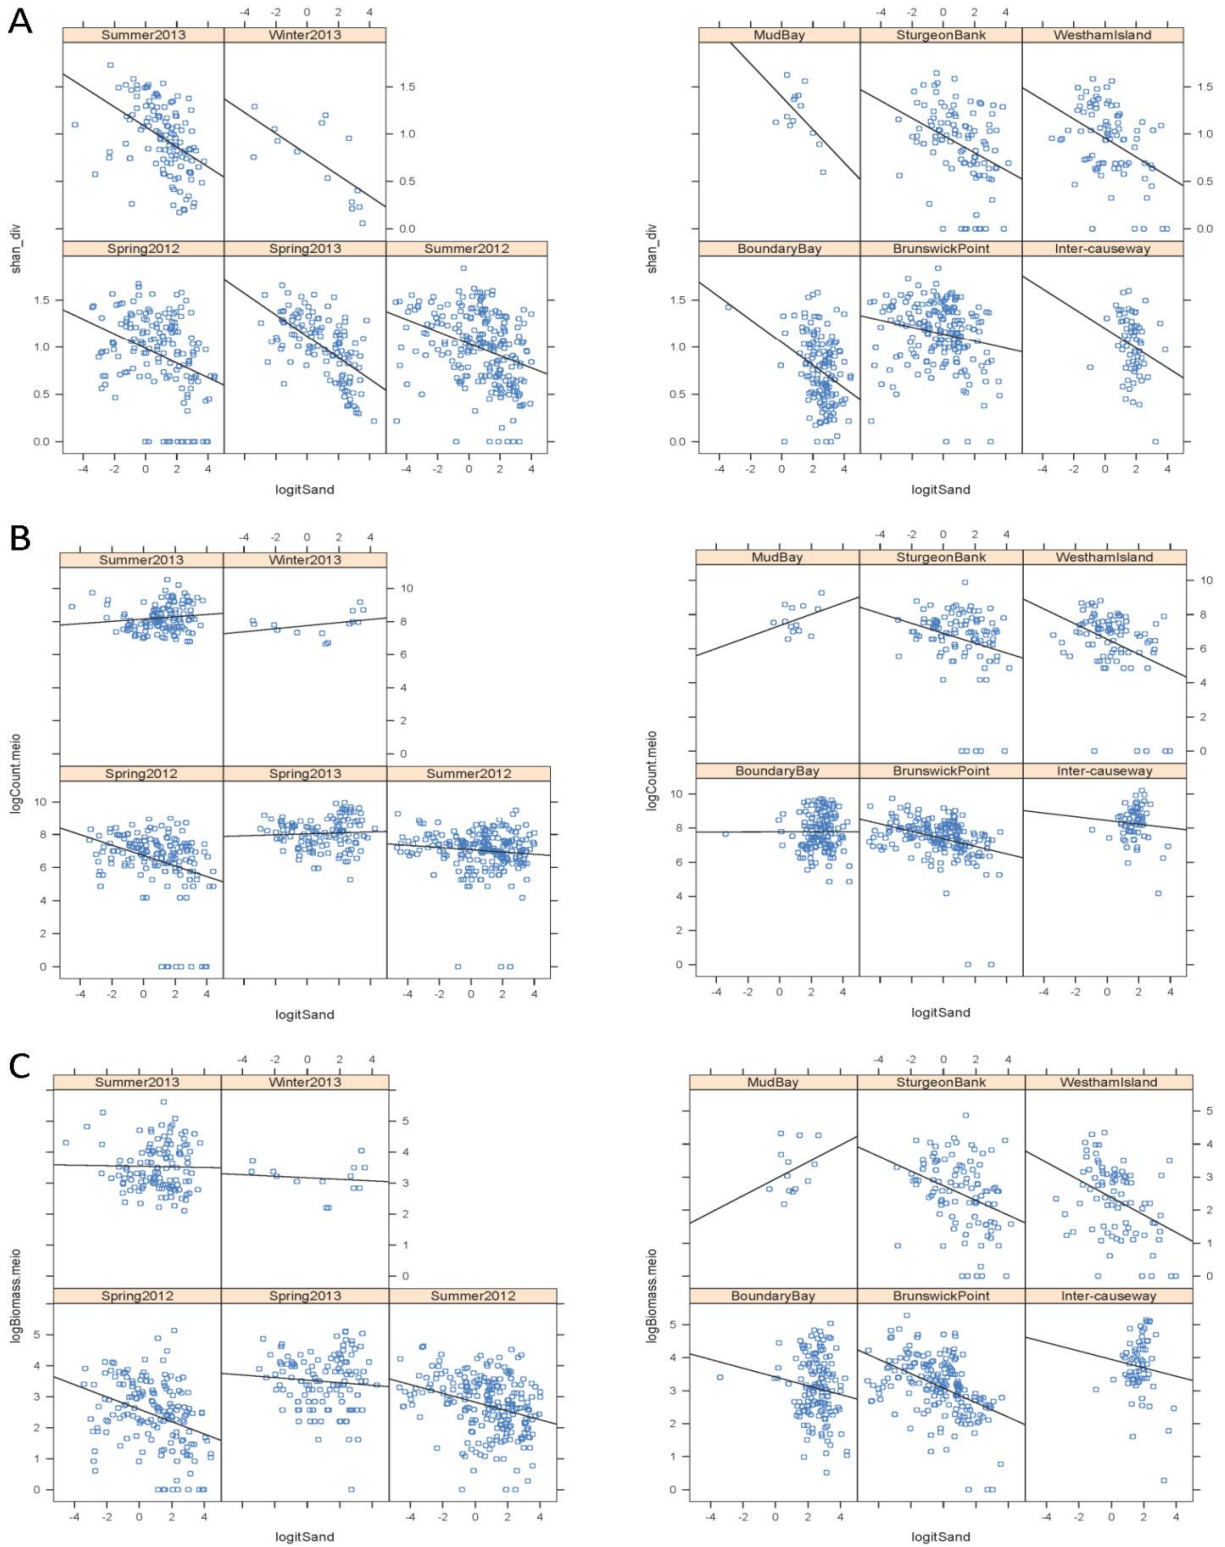 A
-4 -2 0 2 4
-4 -2 0 2 4
Summer2013 Winter2013
MudBay SturgeonBank WesthamIsland
1.5
1.0
0.5
0.0
1.5
1.0
0.5
0.0
shan_div
shan_div
Spring2012 Spring2013 Summer2012
BoundaryBay BrunswickPoint Inter-causeway
1.5
1.0
0.5
0.0
1.5
1.0
0.5
0.0
-4 -2 0 2 4 -4 -2 0 2 4
-4 -2 0 2 4 -4 -2 0 2 4
logitSand
logitSand
B
-4 -2 0 2 4
-4 -2 0 2 4
Summer2013 Winter2013
MudBay SturgeonBank WesthamIsland
10
8
6
4
2
0
10
8
6
4
2
0
logCount.meio
logCount.meio
Spring2012 Spring2013 Summer2012
BoundaryBay BrunswickPoint Inter-causeway
10
8
6
4
2
0
10
8
6
4
2
0
-4 -2 0 2 4 -4 -2 0 2 4
-4 -2 0 2 4 -4 -2 0 2 4
logitSand
logitSand
C
-4 -2 0 2 4
-4 -2 0 2 4
Summer2013 Winter2013
MudBay SturgeonBank WesthamIsland
5
4
3
2
1
0
5
4
3
2
1
0
logBiomass.meio
logBiomass.meio
Spring2012 Spring2013 Summer2012
BoundaryBay BrunswickPoint Inter-causeway
5
4
3
2
1
0
5
4
3
2
1
0
-4 -2 0 2 4 -4 -2 0 2 4
-4 -2 0 2 4 -4 -2 0 2 4
logitSand
logitSand